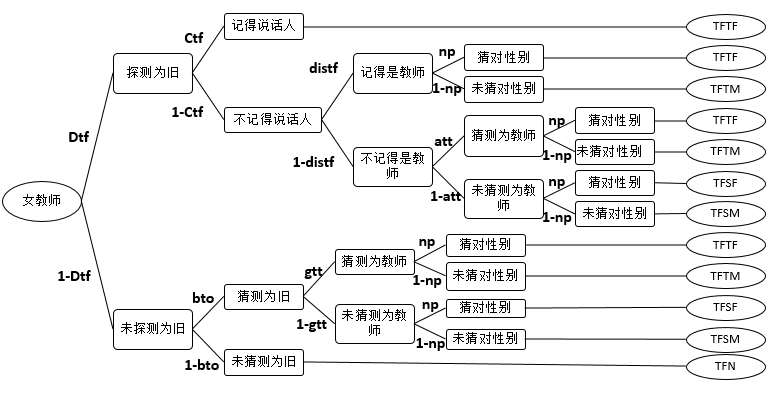 Ctf
记得说话人
TFTF
探测为旧
distf
记得是教师
np
猜对性别
TFTF
1-np
未猜对性别
TFTM
1-Ctf
不记得说话人
Dtf
1-distf
不记得是教
师
att
猜测为教师
np
猜对性别
TFTF
1-np
未猜对性别
TFTM
1-att
未猜测为教
师
np
猜对性别
TFSF
1-np
未猜对性别
TFSM
女教师
1-Dtf
未探测为旧
bto
猜测为旧
gtt
猜测为教师
np
猜对性别
TFTF
1-np
未猜对性别
TFTM
1-gtt
未猜测为教
师
np
猜对性别
TFSF
1-np
未猜对性别
TFSM
1-bto
未猜测为旧
TFN